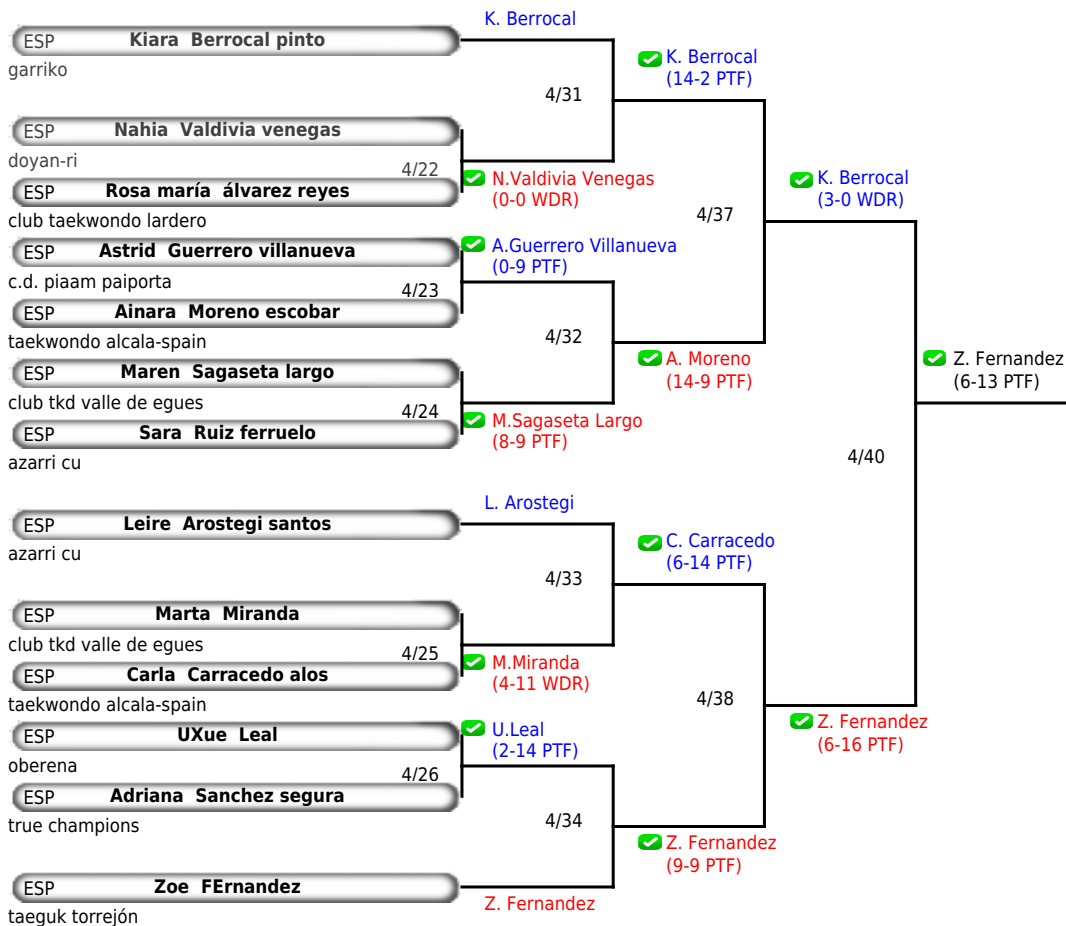 K. Berrocal
ESP Kiara Berrocal pinto
garriko
K. Berrocal
(14-2 PTF)
4/31
ESP Nahia Valdivia venegas
doyan-ri
4/22
N.Valdivia Venegas
(0-0 WDR)
ESP Rosa maría álvarez reyes
club taekwondo lardero
K. Berrocal
(3-0 WDR)
4/37
ESP Astrid Guerrero villanueva
c.d. piaam paiporta
A.Guerrero Villanueva
(0-9 PTF)
4/23
ESP Ainara Moreno escobar
taekwondo alcala-spain
4/32
A. Moreno
(14-9 PTF)
Z. Fernandez
(6-13 PTF)
ESP Maren Sagaseta largo
club tkd valle de egues
4/24
M.Sagaseta Largo
(8-9 PTF)
ESP Sara Ruiz ferruelo
azarri cu
4/40
L. Arostegi
ESP Leire Arostegi santos
azarri cu
C. Carracedo
(6-14 PTF)
4/33
ESP Marta Miranda
club tkd valle de egues
4/25
M.Miranda
(4-11 WDR)
ESP Carla Carracedo alos
taekwondo alcala-spain
4/38
Z. Fernandez
(6-16 PTF)
ESP UXue Leal
oberena
U.Leal
(2-14 PTF)
4/26
ESP Adriana Sanchez segura
true champions
4/34
Z. Fernandez
(9-9 PTF)
ESP Zoe FErnandez
taeguk torrejón
Z. Fernandez